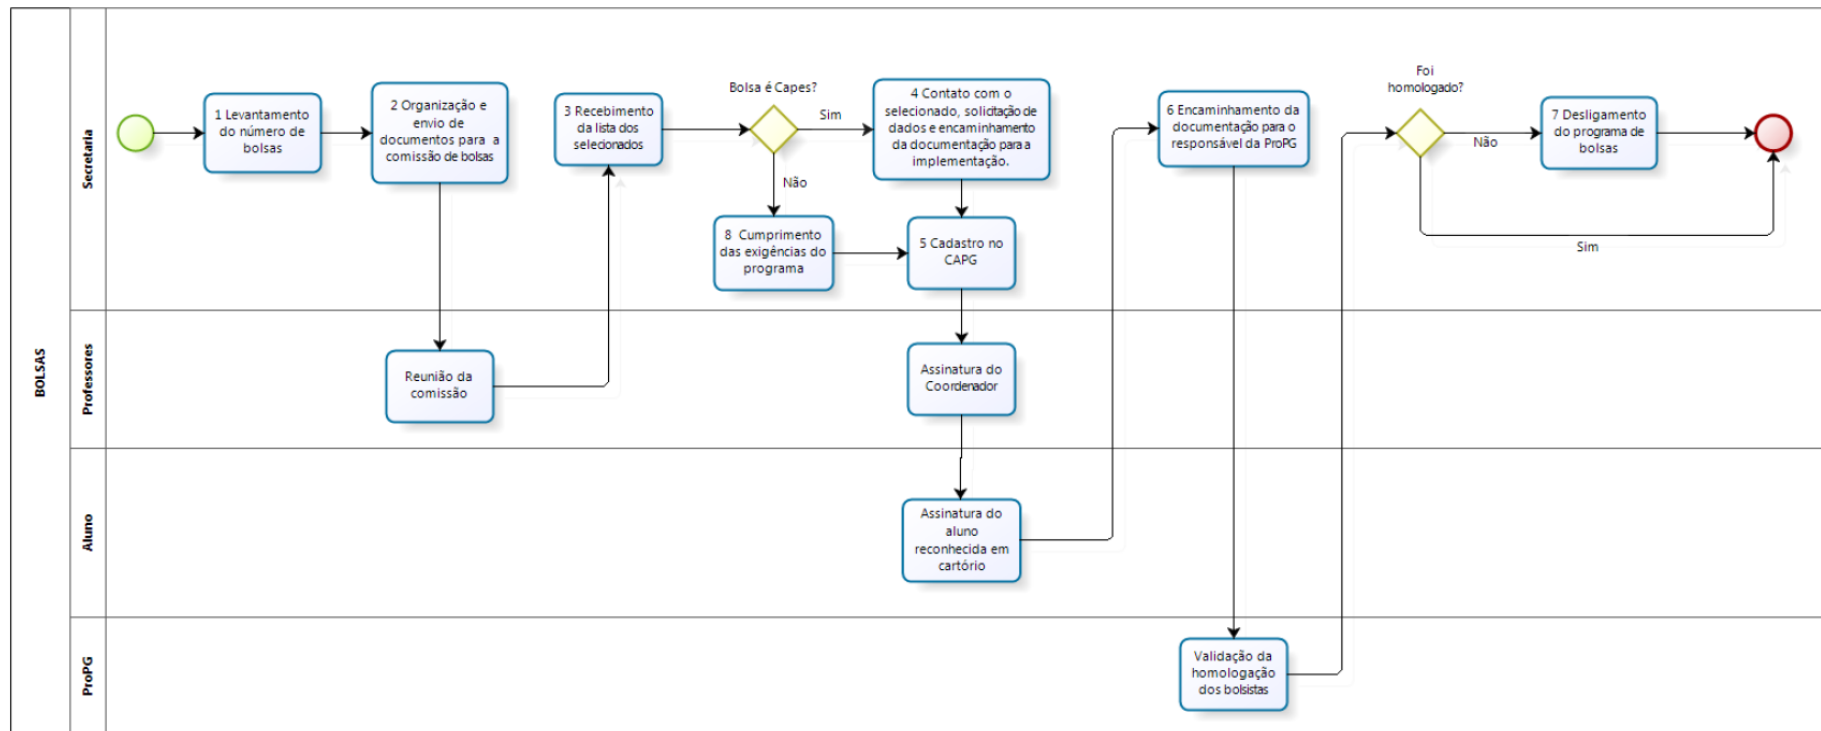 BOLSAS
Secretaria
1 Levantamento
do número de
bolsas
2 Organização e
envio de
documentos para a
comissão de bolsas
3 Recebimento
da lista dos
selecionados
Bolsa é Capes?
Sim
Não
4 Contato com o
selecionado, solicitação de
dados e encaminhamento
da documentação para a
implementação.
8 Cumprimento
das exigências do
programa
5 Cadastro no
CAPG
6 Encaminhamento da
documentação para o
responsável da ProPG
Foi
homologado?
Não
Sim
7 Desligamento
do programa de
bolsas
Professores
Reunião da
comissão
Assinatura do
Coordenador
Aluno
Assinatura do
aluno
reconhecida em
cartório
ProPG
Validação da
homologação
dos bolsistas